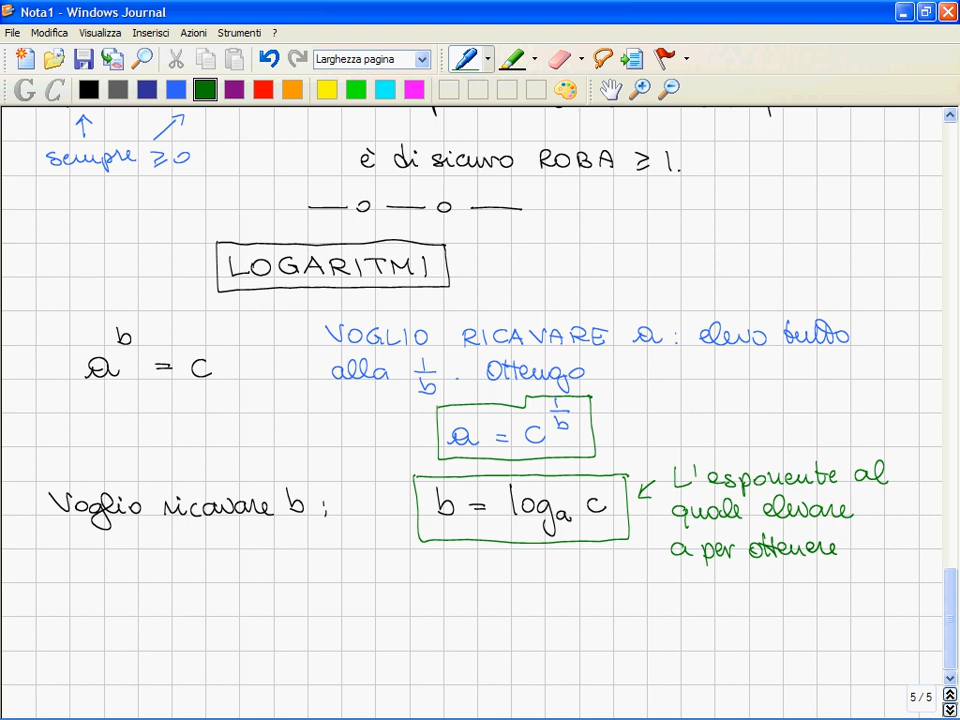 Nota1 - Windows Journal
File Modifica Visualizza Inserisci Azioni Strumenti ?
Larghezza pagina
sempre ≥0
è di sicuro ROBA ≥ 1.
LOGARITMI
a^b = c
VOGLIO RICAVARE a: elevo tutto
alla 1/b. Ottengo
a = c^(1/b)
Voglio ricavare b:
b = log_a c
L'esponente al
quale elevare
a per ottenere
5 / 5